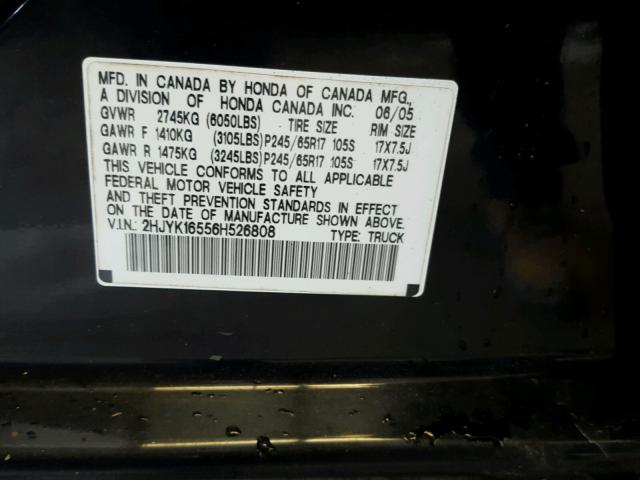 MFD. IN CANADA BY HONDA OF CANADA MFG.,
A DIVISION OF HONDA CANADA INC. 06/05
GVWR 2745KG (6050LBS) TIRE SIZE RIM SIZE
GAWR F 1410KG (3105LBS)P245/65R17 105S 17X7.5J
GAWR R 1475KG (3245LBS)P245/65R17 105S 17X7.5J
THIS VEHICLE CONFORMS TO ALL APPLICABLE
FEDERAL MOTOR VEHICLE SAFETY
AND THEFT PREVENTION STANDARDS IN EFFECT
ON THE DATE OF MANUFACTURE SHOWN ABOVE.
V.I.N.: 2HJYK16556H526808 TYPE: TRUCK